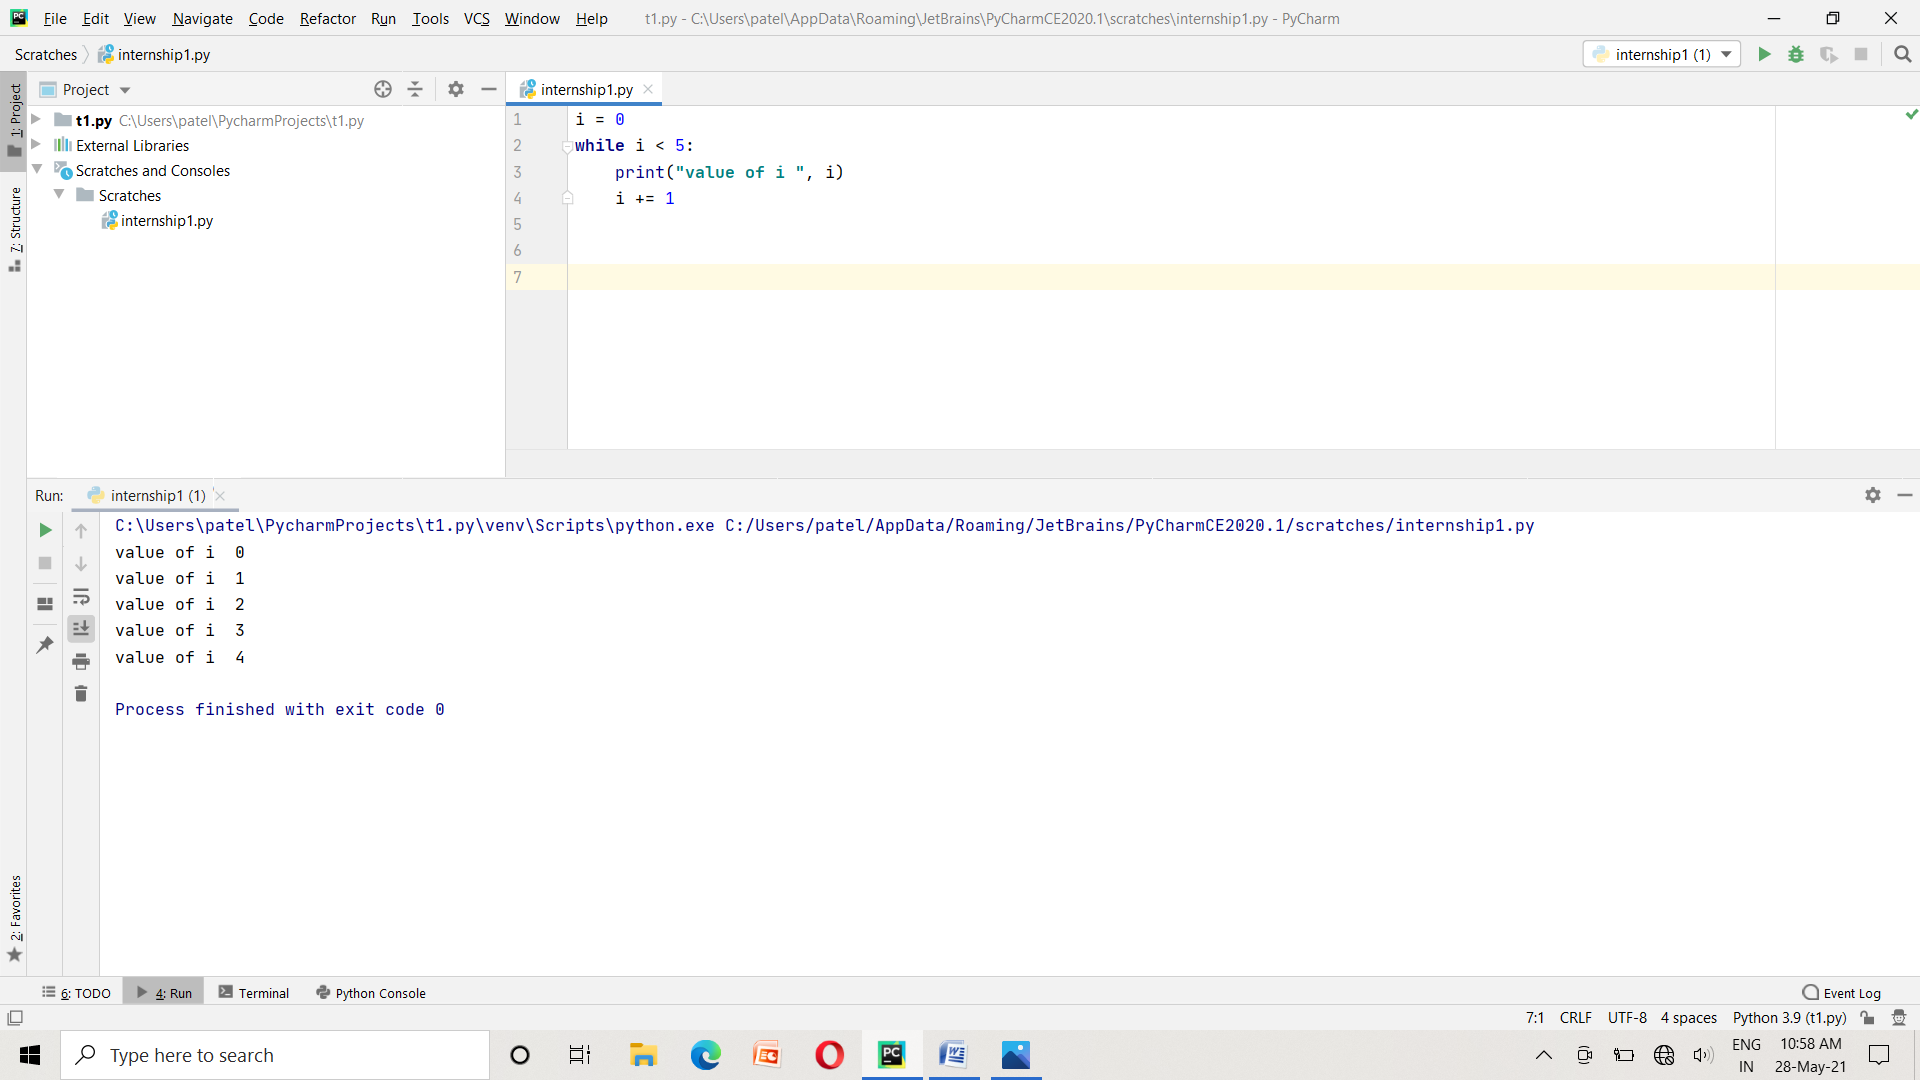 File Edit View Navigate Code Refactor Run Tools VCS Window Help t1.py - C:\Users\patel\AppData\Roaming\JetBrains\PyCharmCE2020.1\scratches\internship1.py - PyCharm
Scratches internship1.py internship1 (1)
Project internship1.py
1: Project
t1.py C:\Users\patel\PycharmProjects\t1.py
External Libraries
Scratches and Consoles
Scratches
internship1.py
7: Structure
1 i = 0
2 while i < 5:
3 print("value of i ", i)
4 i += 1
5
6
7
Run: internship1 (1)
C:\Users\patel\PycharmProjects\t1.py\venv\Scripts\python.exe C:/Users/patel/AppData/Roaming/JetBrains/PyCharmCE2020.1/scratches/internship1.py
value of i  0
value of i  1
value of i  2
value of i  3
value of i  4
Process finished with exit code 0
2: Favorites
6: TODO 4: Run Terminal Python Console Event Log
7:1 CRLF UTF-8 4 spaces Python 3.9 (t1.py)
Type here to search
PC
ENG
IN
10:58 AM
28-May-21